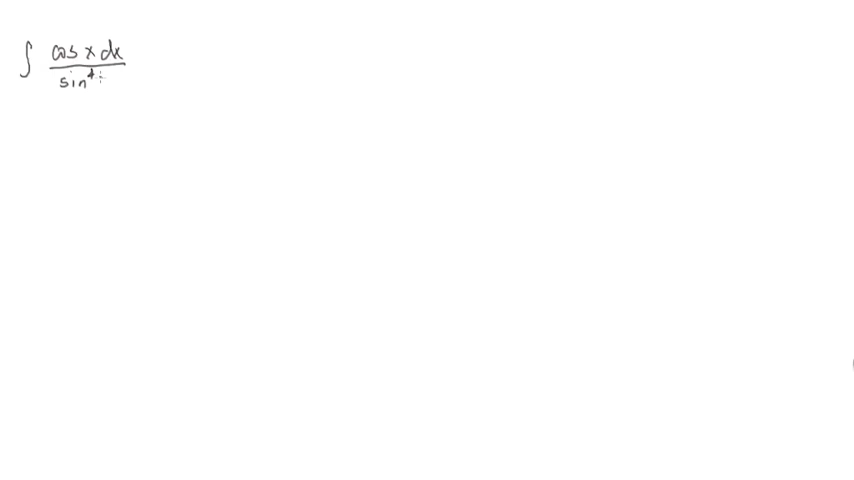 ∫ cos x dx
sin⁴